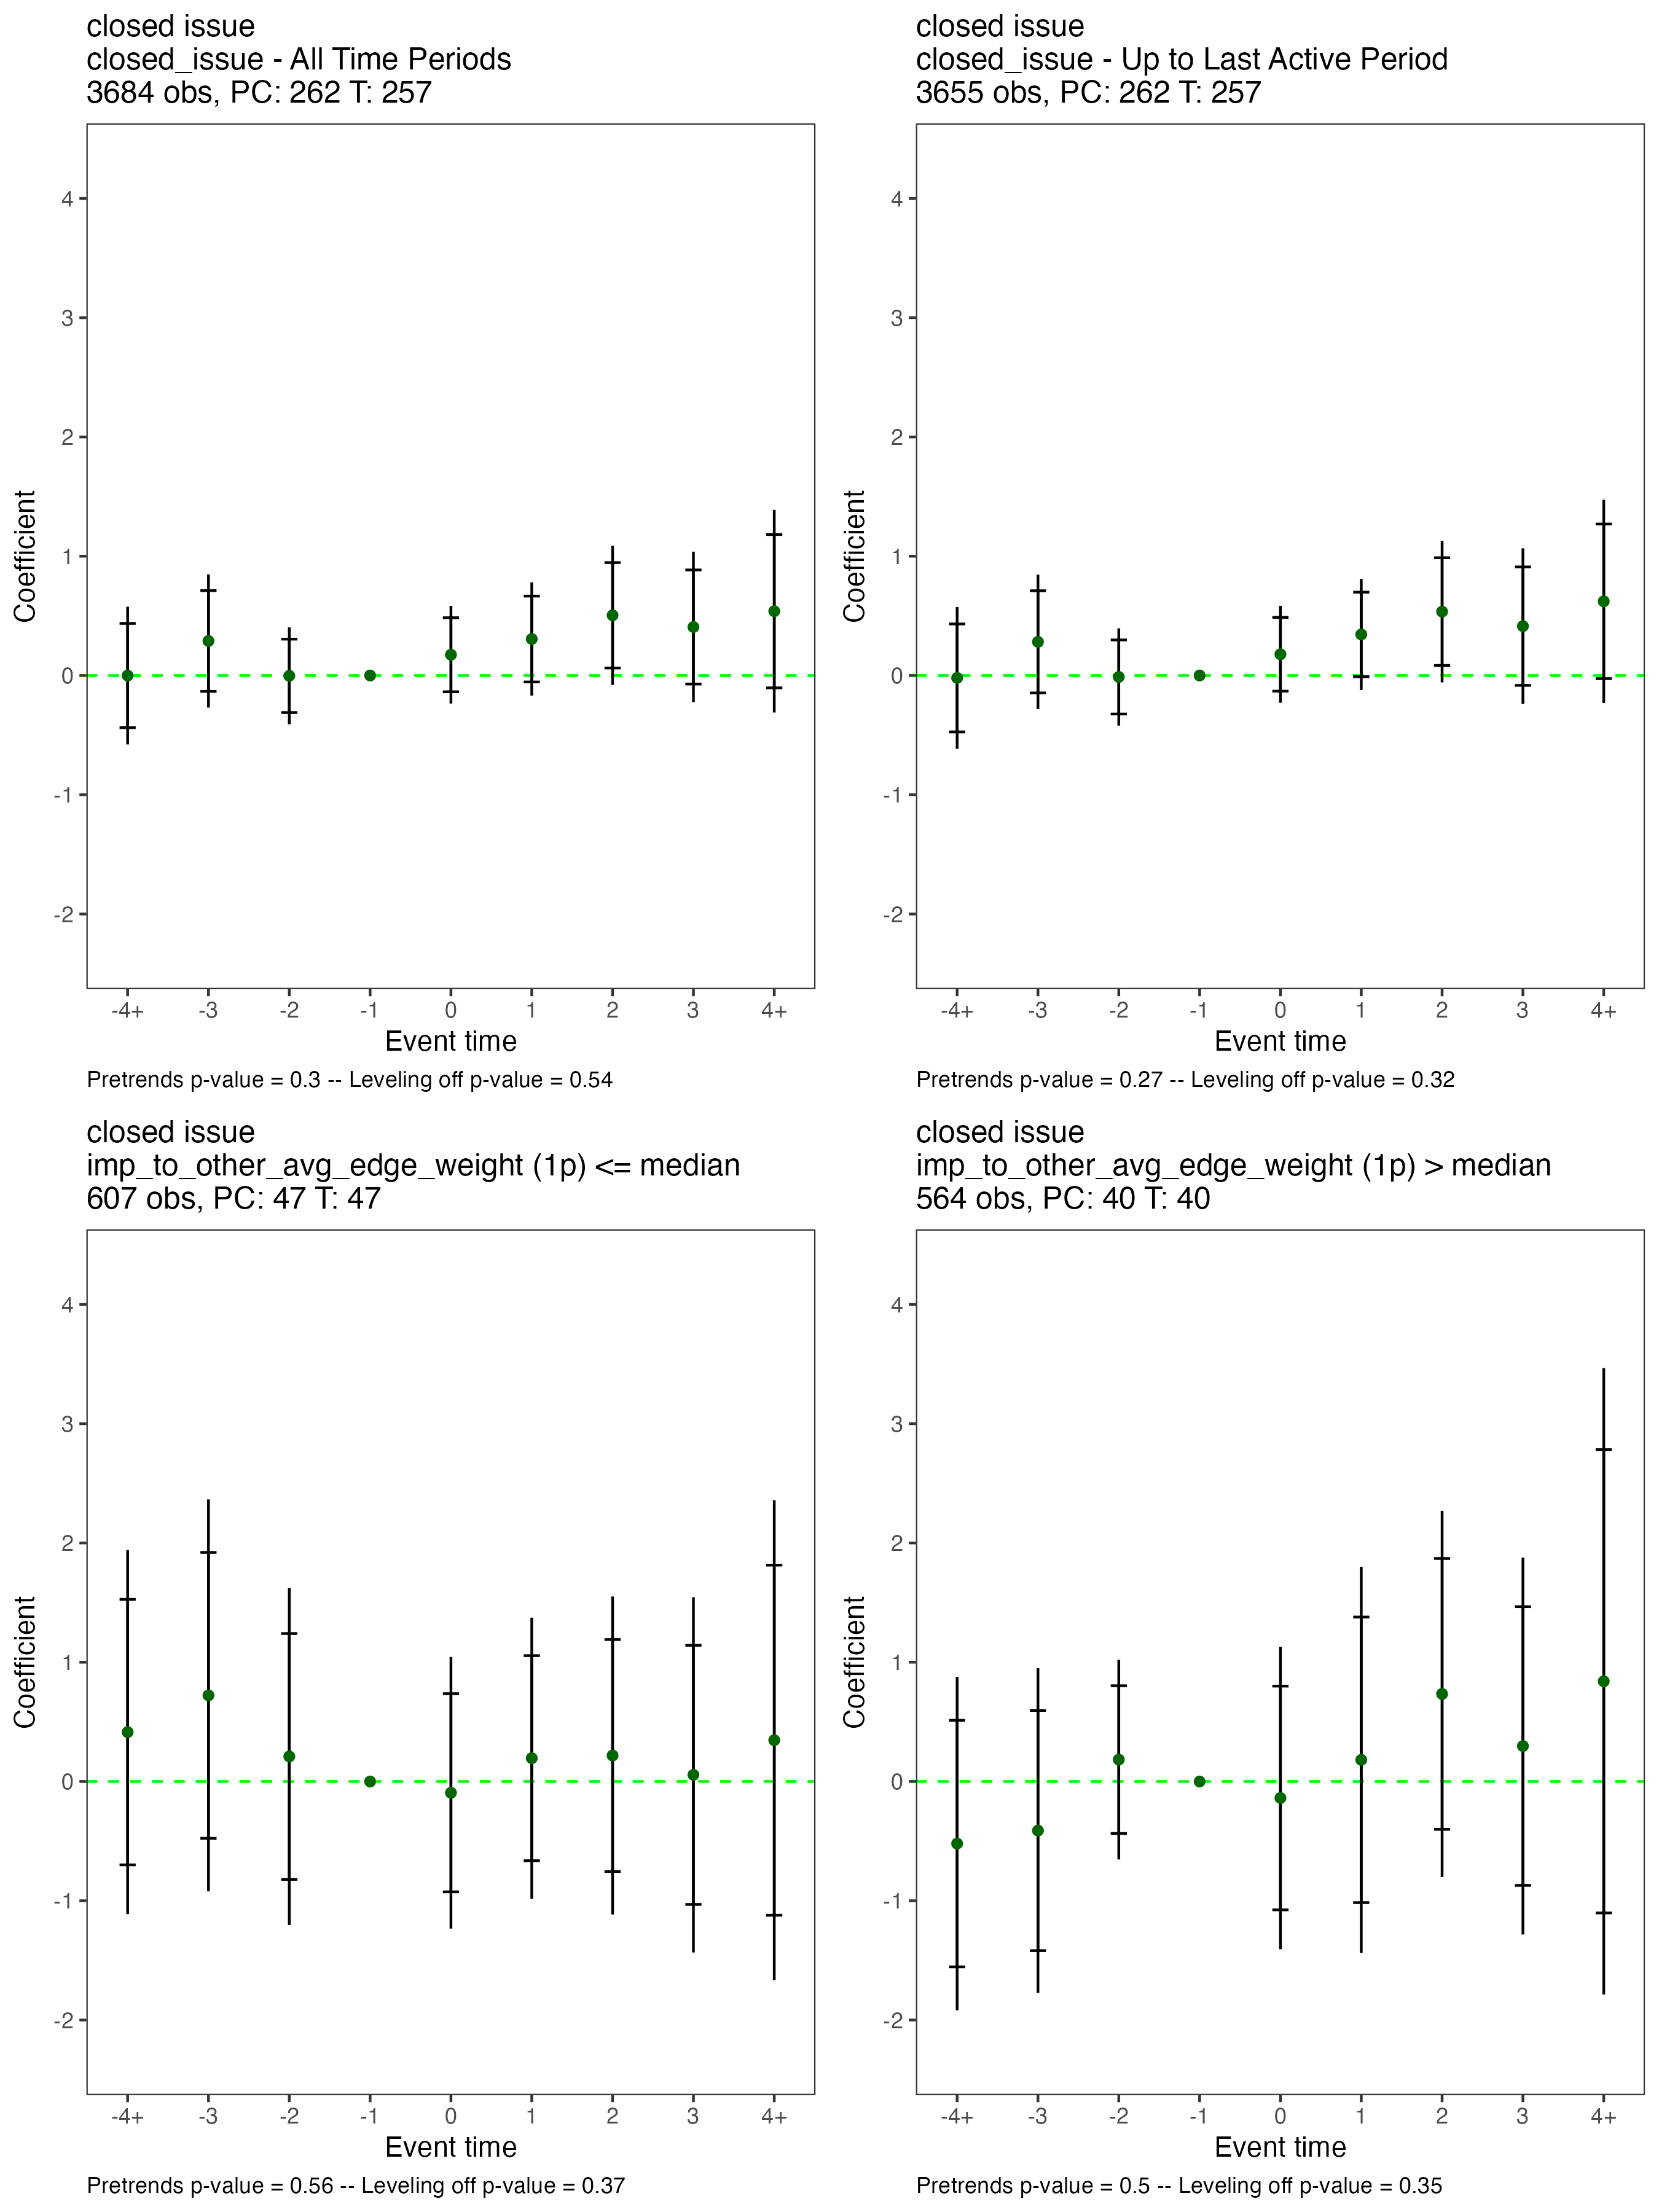 closed issue
closed_issue - All Time Periods
3684 obs, PC: 262 T: 257
4
3
2
1
0
-1
-2
Coefficient
-4+ -3 -2 -1 0 1 2 3 4+
Event time
Pretrends p-value = 0.3 -- Leveling off p-value = 0.54
closed issue
closed_issue - Up to Last Active Period
3655 obs, PC: 262 T: 257
4
3
2
1
0
-1
-2
Coefficient
-4+ -3 -2 -1 0 1 2 3 4+
Event time
Pretrends p-value = 0.27 -- Leveling off p-value = 0.32
closed issue
imp_to_other_avg_edge_weight (1p) <= median
607 obs, PC: 47 T: 47
4
3
2
1
0
-1
-2
Coefficient
-4+ -3 -2 -1 0 1 2 3 4+
Event time
Pretrends p-value = 0.56 -- Leveling off p-value = 0.37
closed issue
imp_to_other_avg_edge_weight (1p) > median
564 obs, PC: 40 T: 40
4
3
2
1
0
-1
-2
Coefficient
-4+ -3 -2 -1 0 1 2 3 4+
Event time
Pretrends p-value = 0.5 -- Leveling off p-value = 0.35